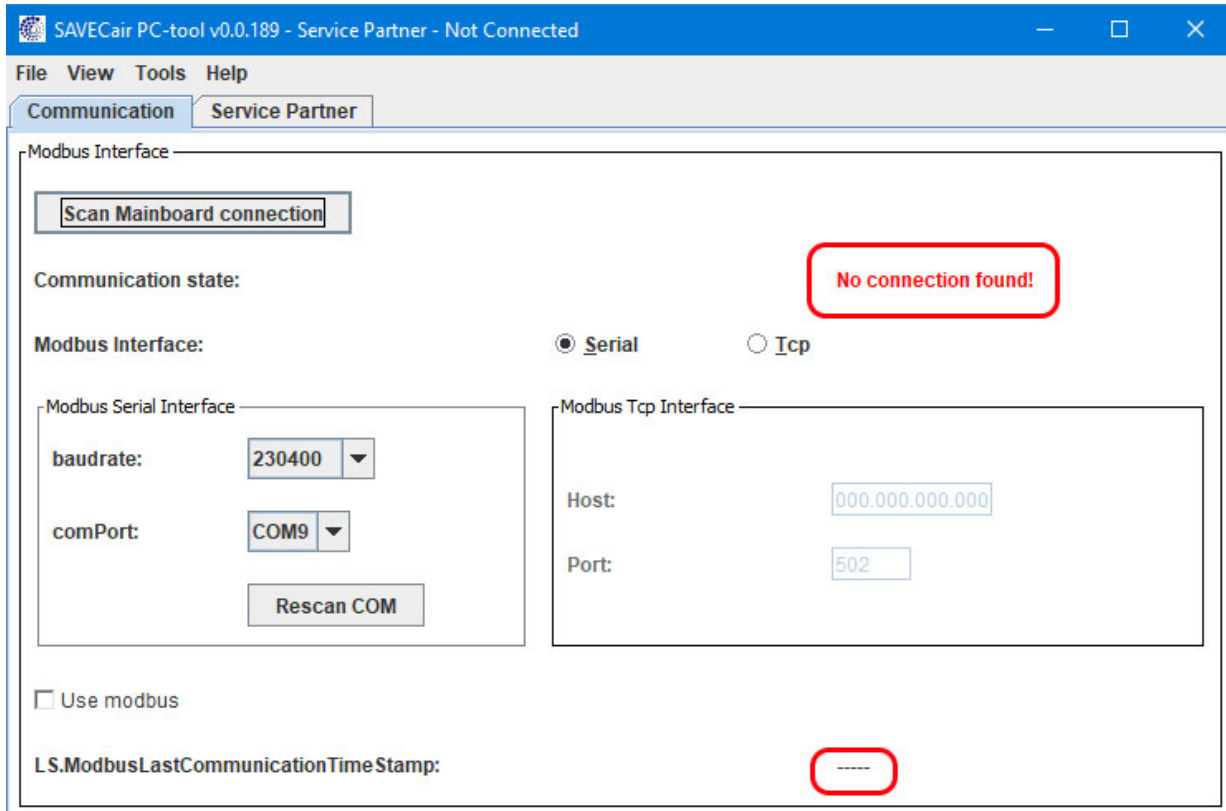 SAVECair PC-tool v0.0.189 - Service Partner - Not Connected
File View Tools Help
Communication Service Partner
Modbus Interface
Scan Mainboard connection
Communication state: No connection found!
Modbus Interface: Serial Tcp
Modbus Serial Interface Modbus Tcp Interface
baudrate: 230400
Host: 000.000.000.000
comPort: COM9
Port: 502
Rescan COM
Use modbus
LS.ModbusLastCommunicationTimeStamp: -----